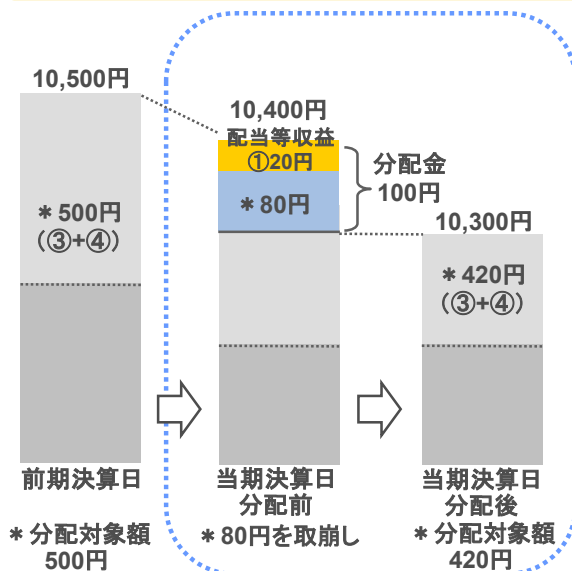 10,500円
＊500円
（③+④）
前期決算日
＊分配対象額
500円
10,400円
配当等収益
①20円
＊80円
分配金
100円
当期決算日
分配前
＊80円を取崩し
10,300円
＊420円
（③+④）
当期決算日
分配後
＊分配対象額
420円